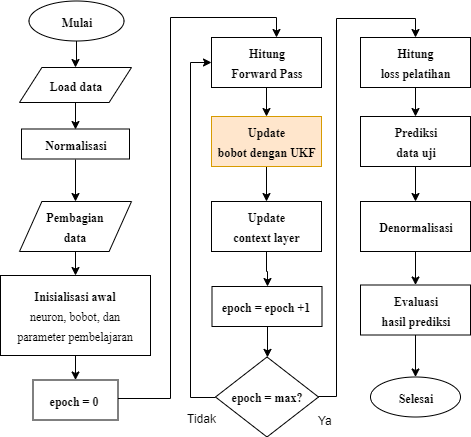 Mulai
Load data
Normalisasi
Pembagian
data
Inisialisasi awal
neuron, bobot, dan
parameter pembelajaran
epoch = 0
Hitung
Forward Pass
Update
bobot dengan UKF
Update
context layer
epoch = epoch +1
epoch = max?
Tidak
Ya
Hitung
loss pelatihan
Prediksi
data uji
Denormalisasi
Evaluasi
hasil prediksi
Selesai